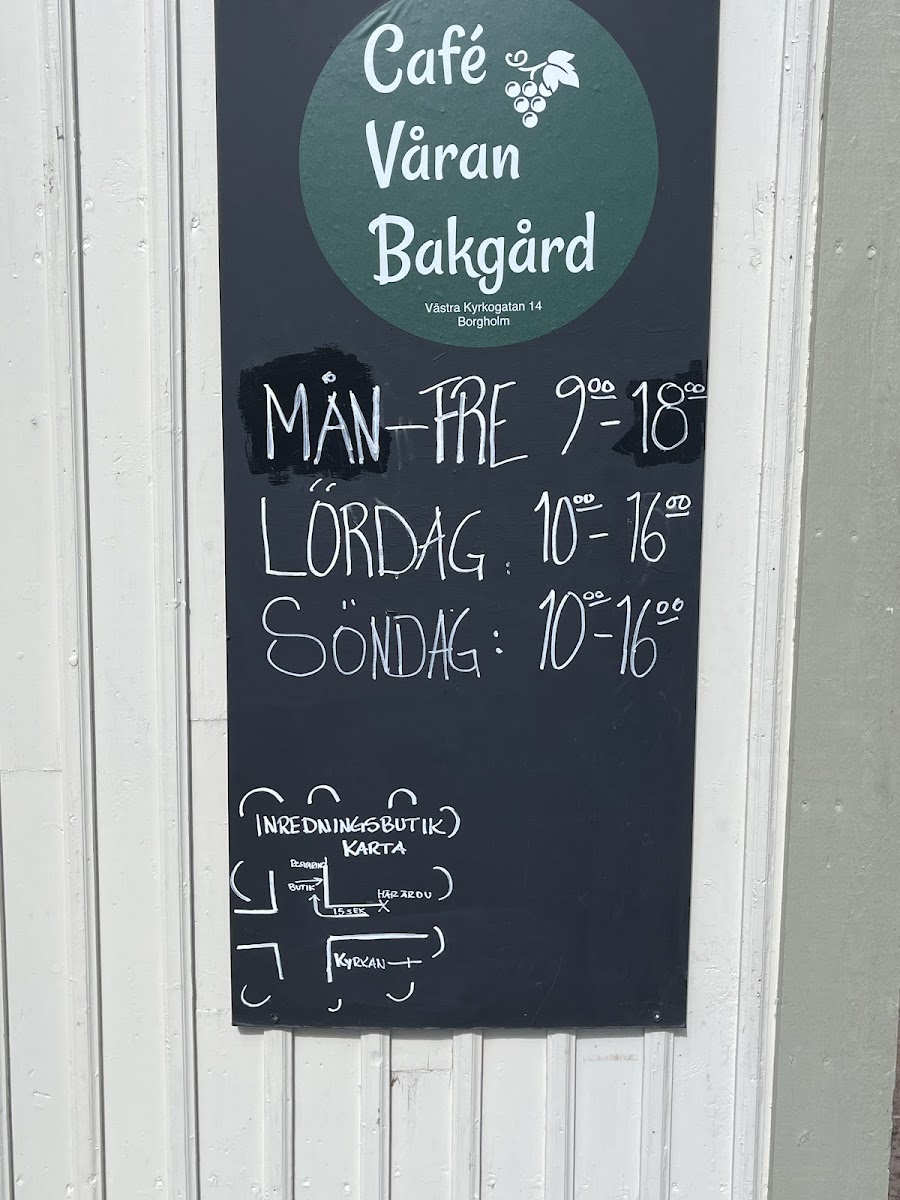 Café
Våran
Bakgård
Västra Kyrkogatan 14
Borgholm
MÅN–FRE 9⁰⁰–18⁰⁰
LÖRDAG: 10⁰⁰–16⁰⁰
SÖNDAG: 10⁰⁰–16⁰⁰
INREDNINGSBUTIK
KARTA
BUTIK
HÄR ÄR DU
X
15 SEK
KYRKAN